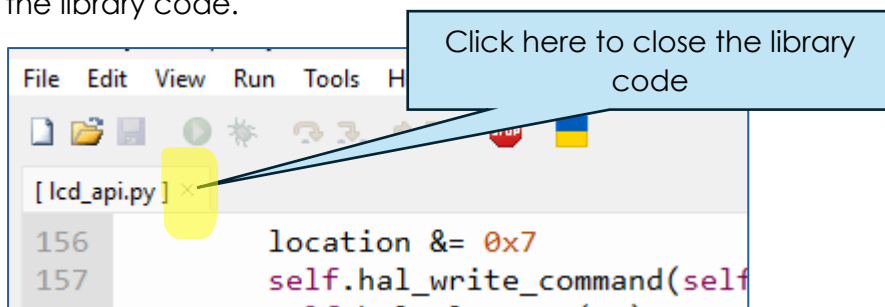 the library code.
Click here to close the library
code
File Edit View Run Tools H
[ lcd_api.py ] ×
156 location &= 0x7
157 self.hal_write_command(self